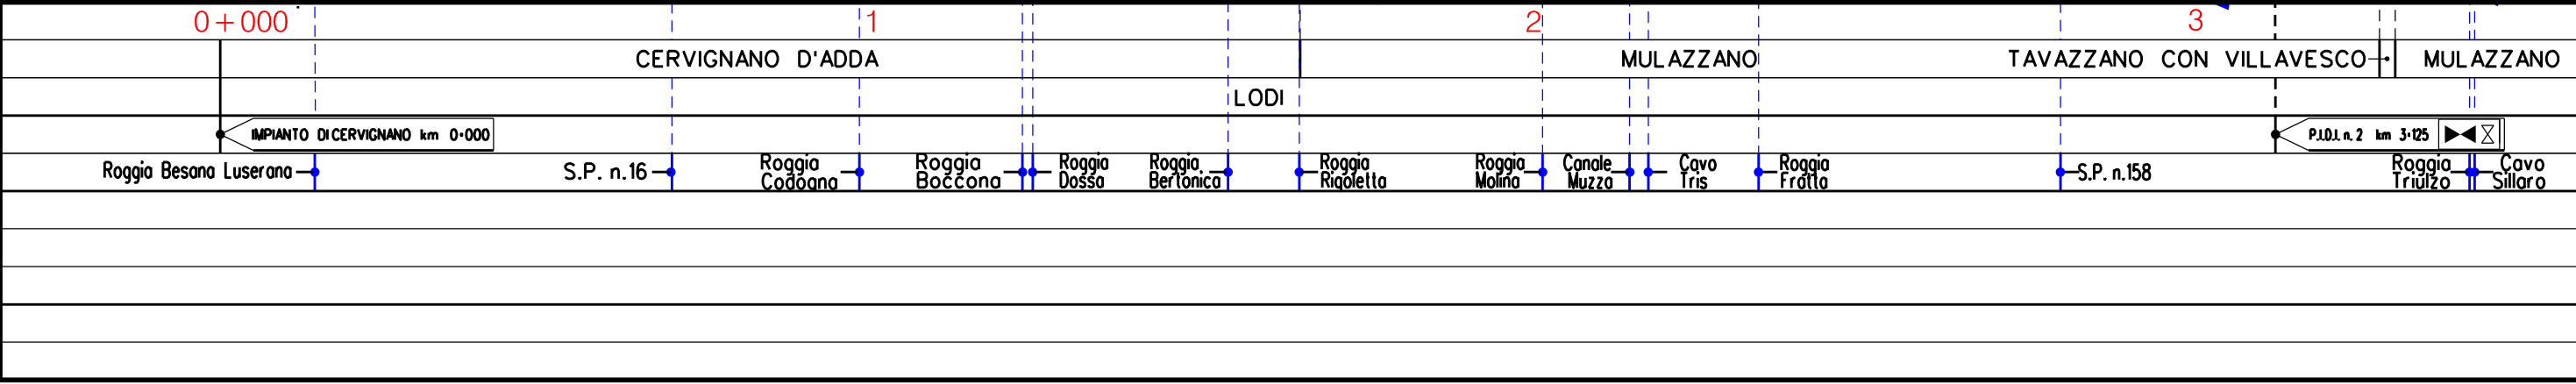 0+000 1 2 3
CERVIGNANO D'ADDA MULAZZANO TAVAZZANO CON VILLAVESCO MULAZZANO
LODI
IMPIANTO DI CERVIGNANO km 0+000 P.I.D.I. n. 2 km 3+125
Roggia Besana Luserana
S.P. n.16
Roggia
Codogna
Roggia
Boccona
Roggia
Dossa
Roggia
Bertonica
Roggia
Rigoletta
Roggia
Molina
Canale
Muzza
Cavo
Tris
Roggia
Fratta
S.P. n.158
Roggia
Triulzo
Cavo
Sillaro